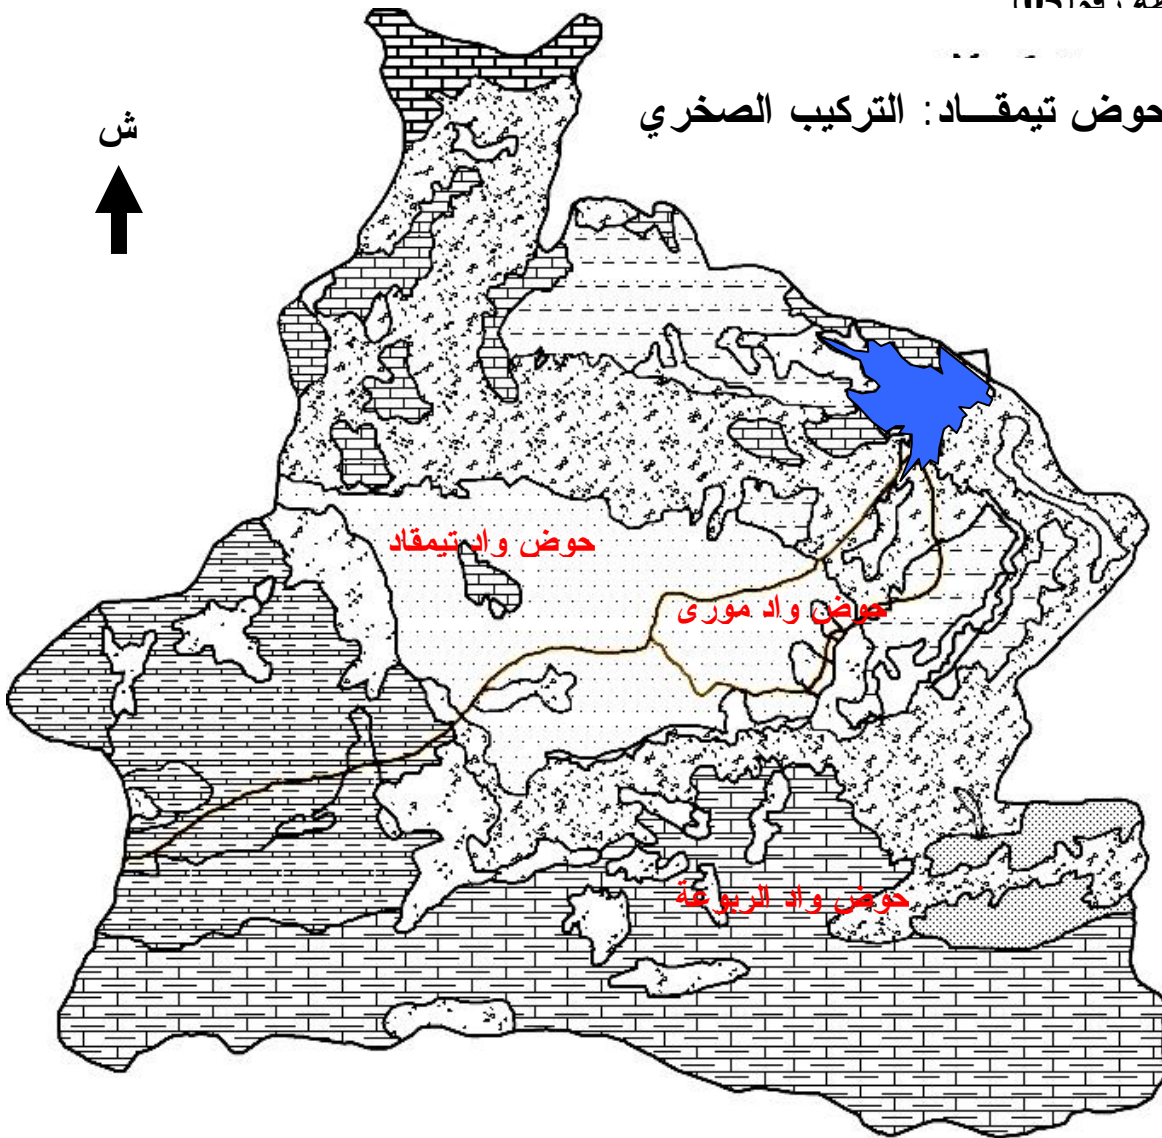 حوض تيمقـــاد: التركيب الصخري
ش
حوض واد تيمقاد
حوض واد مورى
حوض واد الربوعة